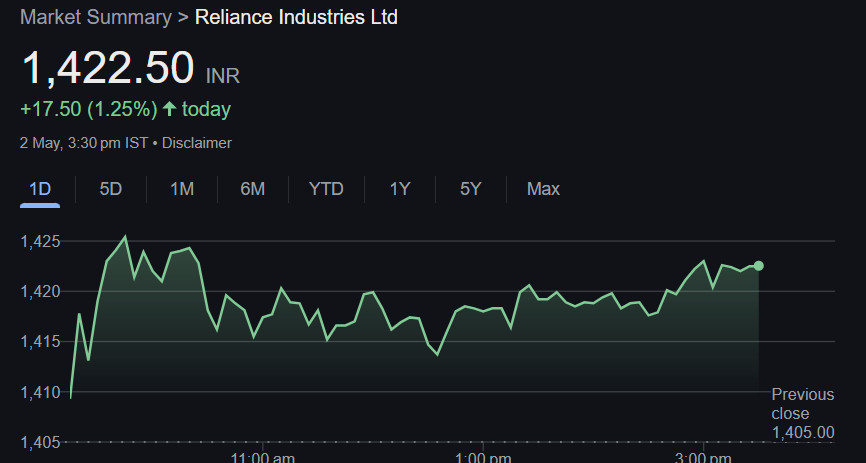 Market Summary > Reliance Industries Ltd
1,422.50 INR
+17.50 (1.25%) ↑ today
2 May, 3:30 pm IST • Disclaimer
1D 5D 1M 6M YTD 1Y 5Y Max
1,425
1,420
1,415
1,410
1,405
Previous
close
1,405.00
11:00 am 1:00 pm 3:00 pm